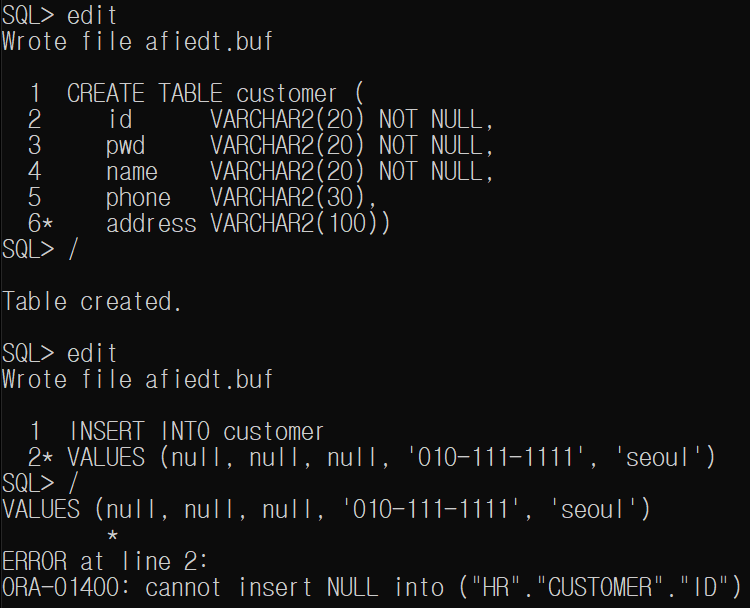 SQL> edit
Wrote file afiedt.buf
1 CREATE TABLE customer (
2 id VARCHAR2(20) NOT NULL,
3 pwd VARCHAR2(20) NOT NULL,
4 name VARCHAR2(20) NOT NULL,
5 phone VARCHAR2(30),
6* address VARCHAR2(100))
SQL> /
Table created.
SQL> edit
Wrote file afiedt.buf
1 INSERT INTO customer
2* VALUES (null, null, null, '010-111-1111', 'seoul')
SQL> /
VALUES (null, null, null, '010-111-1111', 'seoul')
*
ERROR at line 2:
ORA-01400: cannot insert NULL into ("HR"."CUSTOMER"."ID")